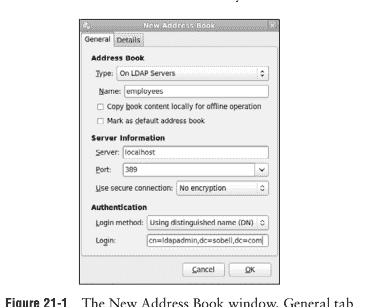 New Address Book
General Details
Address Book
Type: On LDAP Servers
Name: employees
Copy book content locally for offline operation
Mark as default address book
Server Information
Server: localhost
Port: 389
Use secure connection: No encryption
Authentication
Login method: Using distinguished name (DN)
Login: cn=ldapadmin,dc=sobell,dc=com
Cancel OK
Figure 21-1 The New Address Book window, General tab